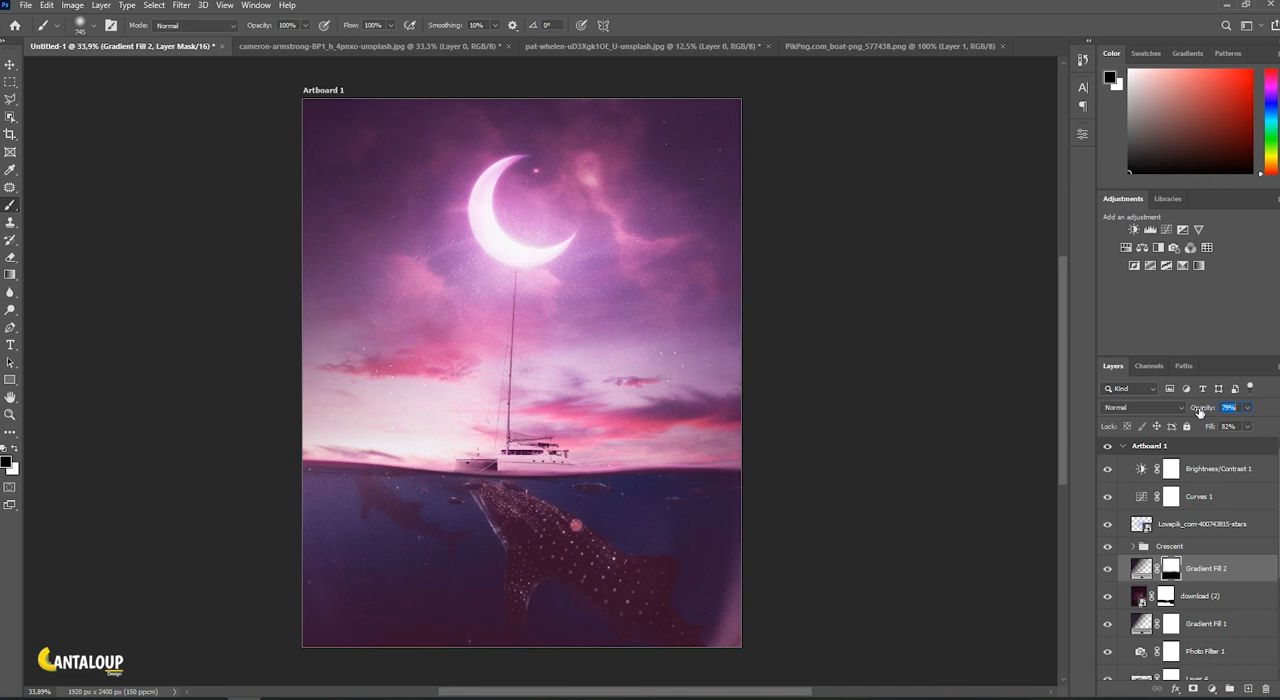 File Edit Image Layer Type Select Filter 3D View Window Help
745 Mode: Normal Opacity: 100% Flow: 100% Smoothing: 10% 0°
Untitled-1 @ 33,9% (Gradient Fill 2, Layer Mask/16) * × cameron-armstrong-BP1_h_4pmxo-unsplash.jpg @ 33,3% (Layer 0, RGB/8) * × pat-whelen-uD3Xgk1OE_U-unsplash.jpg @ 12,5% (Layer 0, RGB/8) * × PikPng.com_boat-png_577438.png @ 100% (Layer 1, RGB/8) ×
Color Swatches Gradients Patterns
Artboard 1
Adjustments Libraries
Add an adjustment
Layers Channels Paths
Kind
Normal Opacity: 79%
Lock: Fill: 82%
Artboard 1
Brightness/Contrast 1
Curves 1
Lovepik_com-400743815-stars
Crescent
Gradient Fill 2
download (2)
Gradient Fill 1
Photo Filter 1
Layer 4
CANTALOUP
Design
33,89% 1920 px x 2400 px (150 ppcm)